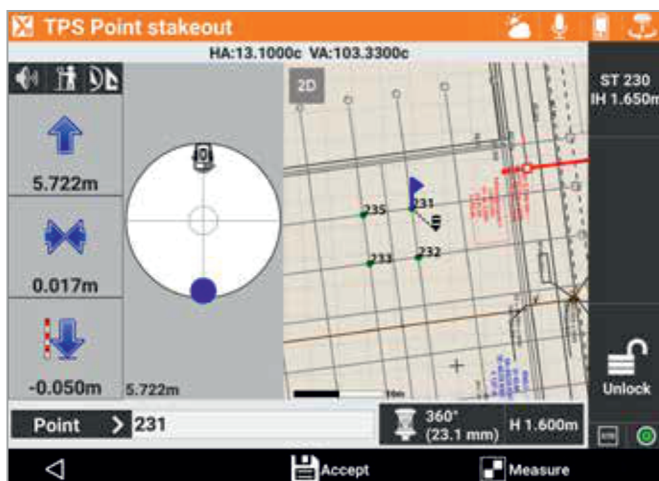 TPS Point stakeout
HA:13.1000c VA:103.3300c
ST 230
IH 1.650m
2D
5.722m
0.017m
-0.050m
5.722m
235
231
233
232
10m
Unlock
Point
231
360°
(23.1 mm)
H 1.600m
Accept
Measure